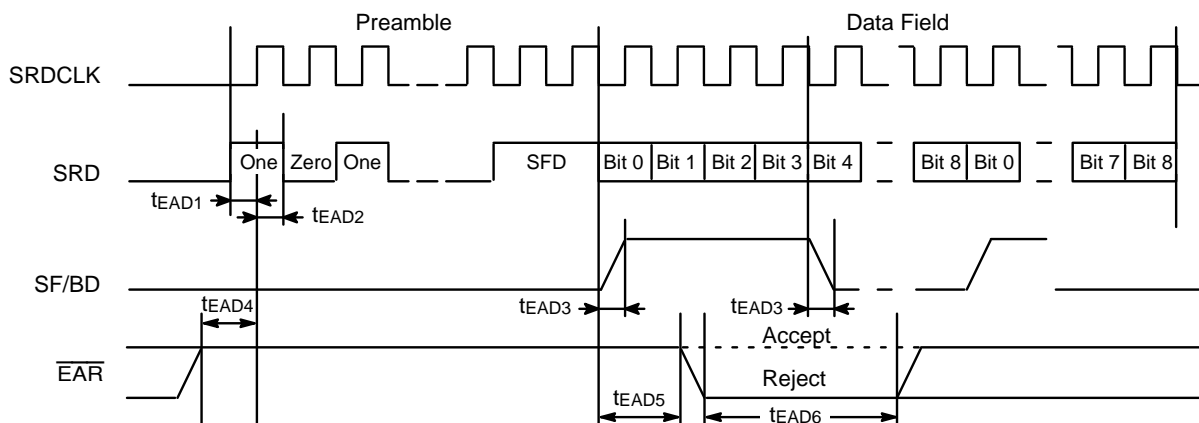 Preamble Data Field
SRDCLK
SRD One Zero One SFD Bit 0 Bit 1 Bit 2 Bit 3 Bit 4 Bit 8 Bit 0 Bit 7 Bit 8
tEAD1 tEAD2
SF/BD
tEAD4 tEAD3 tEAD3
Accept
EAR
Reject
tEAD5 tEAD6